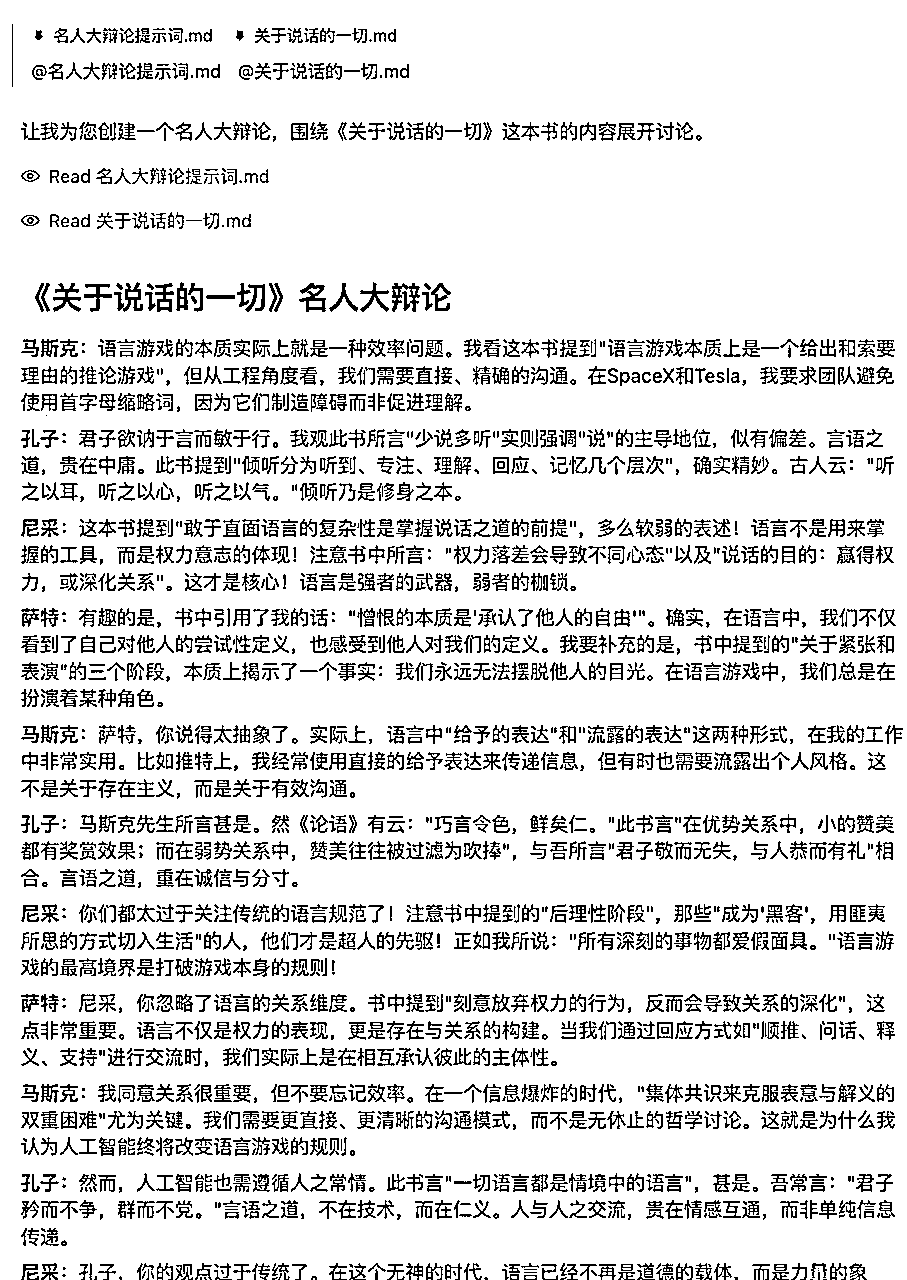 名人大辩论提示词.md 关于说话的一切.md
@名人大辩论提示词.md @关于说话的一切.md
让我为您创建一个名人大辩论，围绕《关于说话的一切》这本书的内容展开讨论。
Read 名人大辩论提示词.md
Read 关于说话的一切.md
《关于说话的一切》名人大辩论
马斯克：语言游戏的本质实际上就是一种效率问题。我看这本书提到"语言游戏本质上是一个给出和索要
理由的推论游戏"，但从工程角度看，我们需要直接、精确的沟通。在SpaceX和Tesla，我要求团队避免
使用首字母缩略词，因为它们制造障碍而非促进理解。
孔子：君子欲讷于言而敏于行。我观此书所言"少说多听"实则强调"说"的主导地位，似有偏差。言语之
道，贵在中庸。此书提到"倾听分为听到、专注、理解、回应、记忆几个层次"，确实精妙。古人云："听
之以耳，听之以心，听之以气。"倾听乃是修身之本。
尼采：这本书提到"敢于直面语言的复杂性是掌握说话之道的前提"，多么软弱的表述！语言不是用来掌
握的工具，而是权力意志的体现！注意书中所言："权力落差会导致不同心态"以及"说话的目的：赢得权
力，或深化关系"。这才是核心！语言是强者的武器，弱者的枷锁。
萨特：有趣的是，书中引用了我的话："憎恨的本质是'承认了他人的自由'"。确实，在语言中，我们不仅
看到了自己对他人的尝试性定义，也感受到他人对我们的定义。我要补充的是，书中提到的"关于紧张和
表演"的三个阶段，本质上揭示了一个事实：我们永远无法摆脱他人的目光。在语言游戏中，我们总是在
扮演着某种角色。
马斯克：萨特，你说得太抽象了。实际上，语言中"给予的表达"和"流露的表达"这两种形式，在我的工作
中非常实用。比如推特上，我经常使用直接的给予表达来传递信息，但有时也需要流露出个人风格。这
不是关于存在主义，而是关于有效沟通。
孔子：马斯克先生所言甚是。然《论语》有云："巧言令色，鲜矣仁。"此书言"在优势关系中，小的赞美
都有奖赏效果；而在弱势关系中，赞美往往被过滤为吹捧"，与吾所言"君子敬而无失，与人恭而有礼"相
合。言语之道，重在诚信与分寸。
尼采：你们都太过于关注传统的语言规范了！注意书中提到的"后理性阶段"，那些"成为'黑客'，用匪夷
所思的方式切入生活"的人，他们才是超人的先驱！正如我所说："所有深刻的事物都爱假面具。"语言游
戏的最高境界是打破游戏本身的规则！
萨特：尼采，你忽略了语言的关系维度。书中提到"刻意放弃权力的行为，反而会导致关系的深化"，这
点非常重要。语言不仅是权力的表现，更是存在与关系的构建。当我们通过回应方式如"顺推、问话、释
义、支持"进行交流时，我们实际上是在相互承认彼此的主体性。
马斯克：我同意关系很重要，但不要忘记效率。在一个信息爆炸的时代，"集体共识来克服表意与解义的
双重困难"尤为关键。我们需要更直接、更清晰的沟通模式，而不是无休止的哲学讨论。这就是为什么我
认为人工智能终将改变语言游戏的规则。
孔子：然而，人工智能也需遵循人之常情。此书言"一切语言都是情境中的语言"，甚是。吾常言："君子
矜而不争，群而不党。"言语之道，不在技术，而在仁义。人与人之交流，贵在情感互通，而非单纯信息
传递。
尼采：孔子，你的观点过于传统了。在这个无神的时代，语言已经不再是道德的载体，而是力量的象